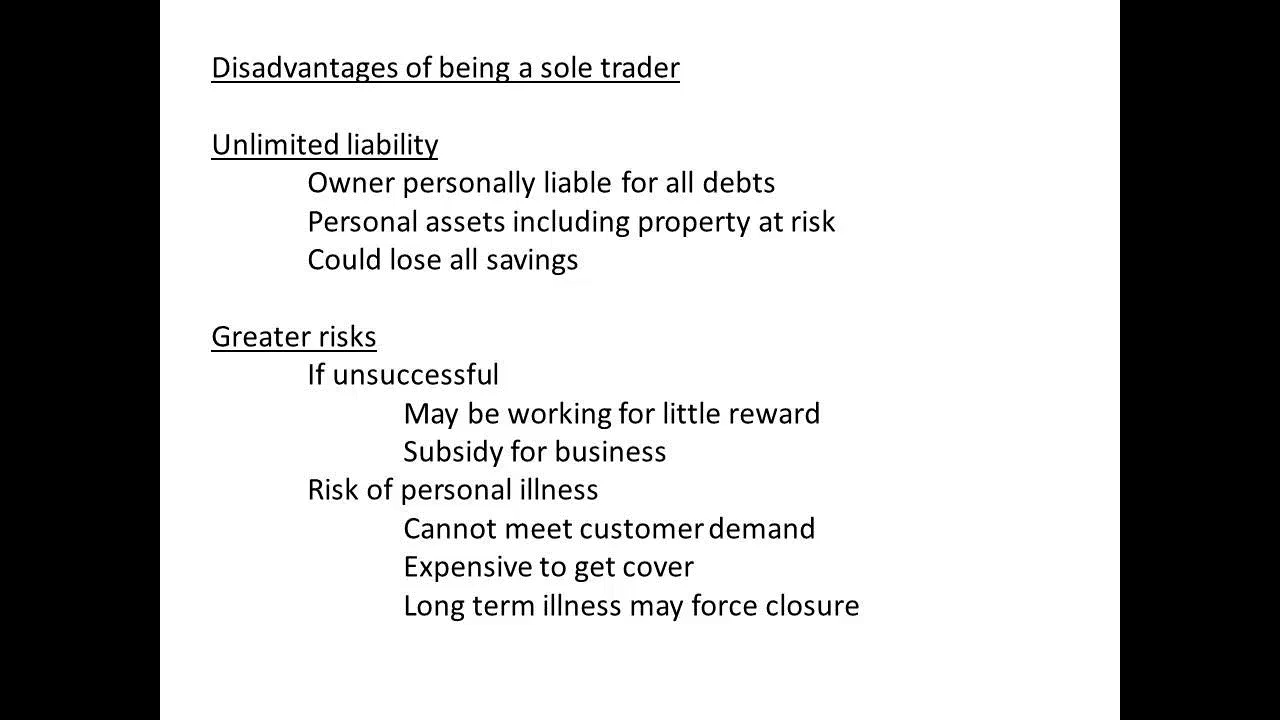 Disadvantages of being a sole trader
Unlimited liability
Owner personally liable for all debts
Personal assets including property at risk
Could lose all savings
Greater risks
If unsuccessful
May be working for little reward
Subsidy for business
Risk of personal illness
Cannot meet customer demand
Expensive to get cover
Long term illness may force closure